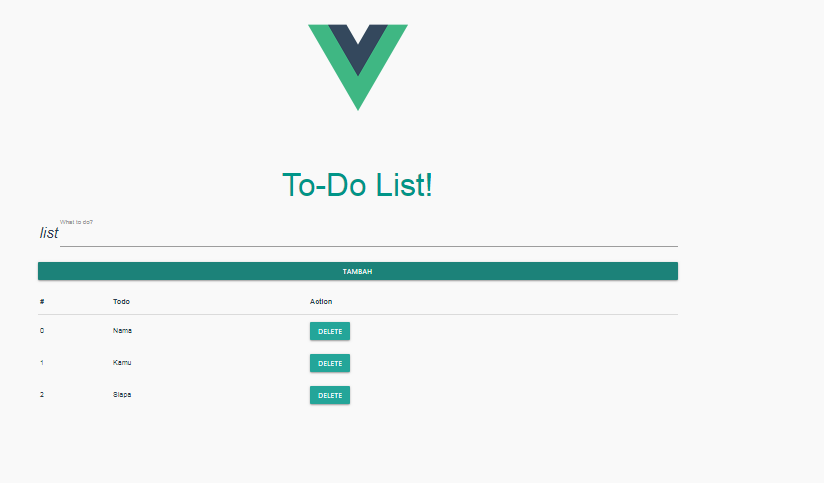 To-Do List!
What to do?
list
TAMBAH
# Todo Action
0 Nama DELETE
1 Kamu DELETE
2 Siapa DELETE